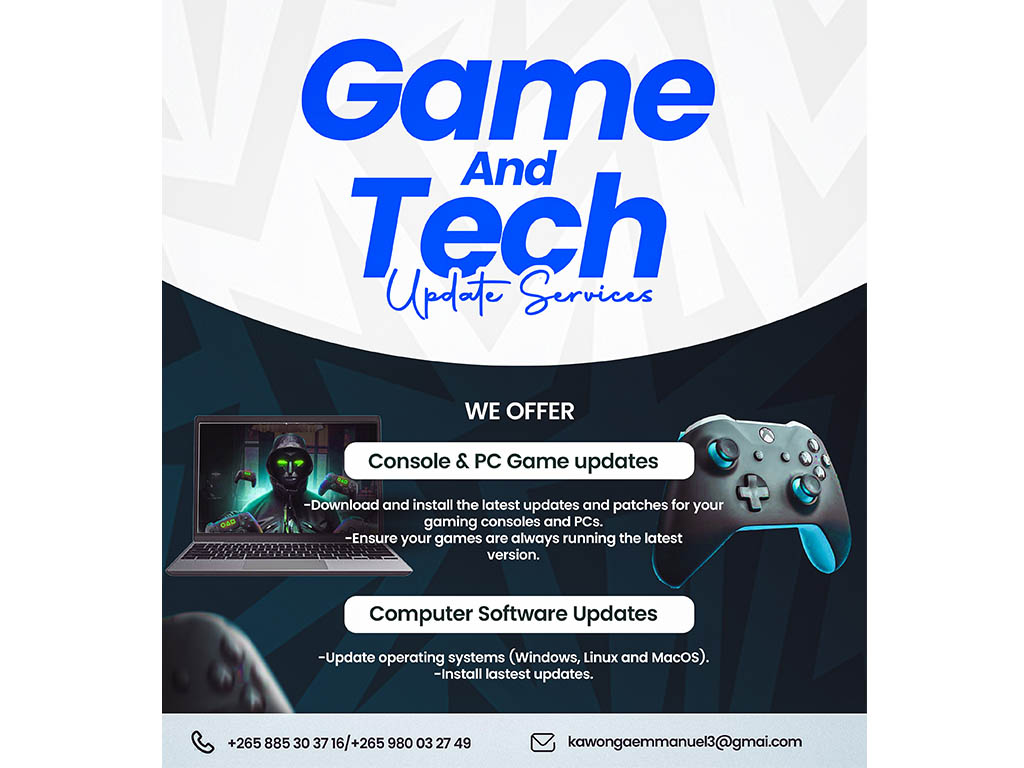 Game
And
Tech
Update Services
WE OFFER
Console & PC Game updates
-Download and install the latest updates and patches for your
gaming consoles and PCs.
-Ensure your games are always running the latest
version.
Computer Software Updates
-Update operating systems (Windows, Linux and MacOS).
-Install lastest updates.
+265 885 30 37 16/+265 980 03 27 49
kawongaemmanuel3@gmai.com